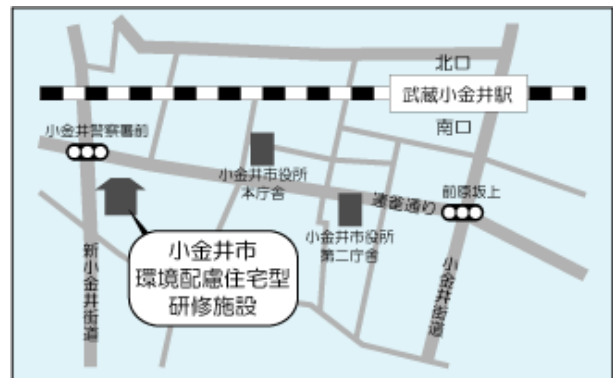 北口
武蔵小金井駅
南口
小金井警察署前
小金井市役所
本庁舎
前原坂上
連雀通り
小金井市役所
第二庁舎
小金井市
環境配慮住宅型
研修施設
新小金井街道
小金井街道